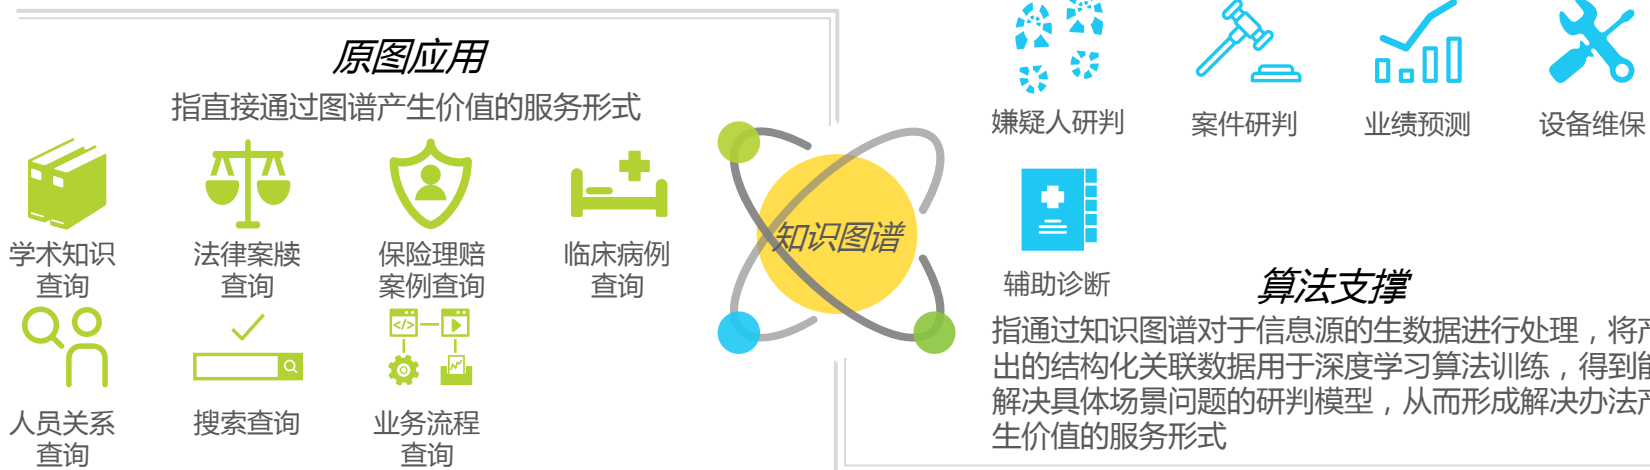 原图应用
指直接通过图谱产生价值的服务形式
学术知识
查询
法律案牍
查询
保险理赔
案例查询
临床病例
查询
人员关系
查询
搜索查询
业务流程
查询
知识图谱
嫌疑人研判
案件研判
业绩预测
设备维保
辅助诊断
算法支撑
指通过知识图谱对于信息源的生数据进行处理，将产
出的结构化关联数据用于深度学习算法训练，得到能
解决具体场景问题的研判模型，从而形成解决办法产
生价值的服务形式